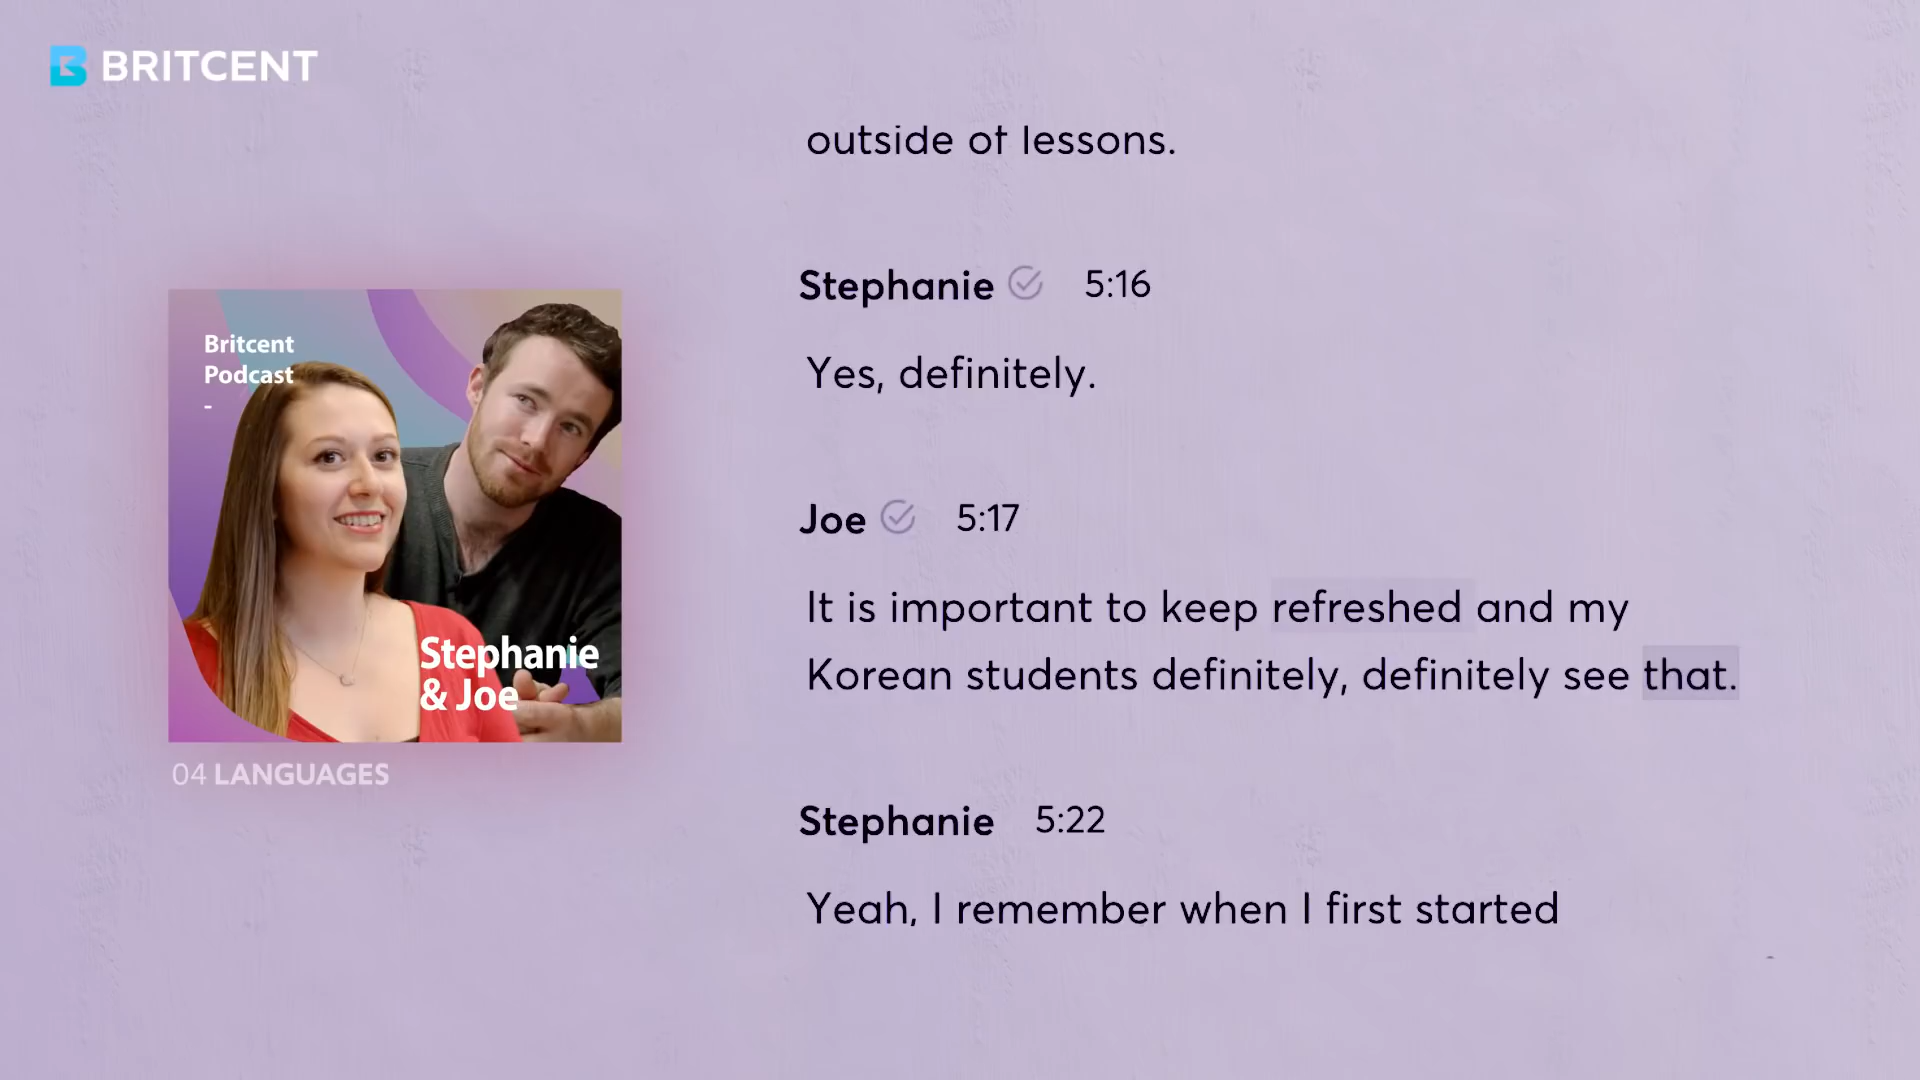 BRITCENT
outside of lessons.
Stephanie 5:16
Yes, definitely.
Joe 5:17
It is important to keep refreshed and my
Korean students definitely, definitely see that.
Stephanie 5:22
Yeah, I remember when I first started
Britcent
Podcast
-
Stephanie
& Joe
04 LANGUAGES